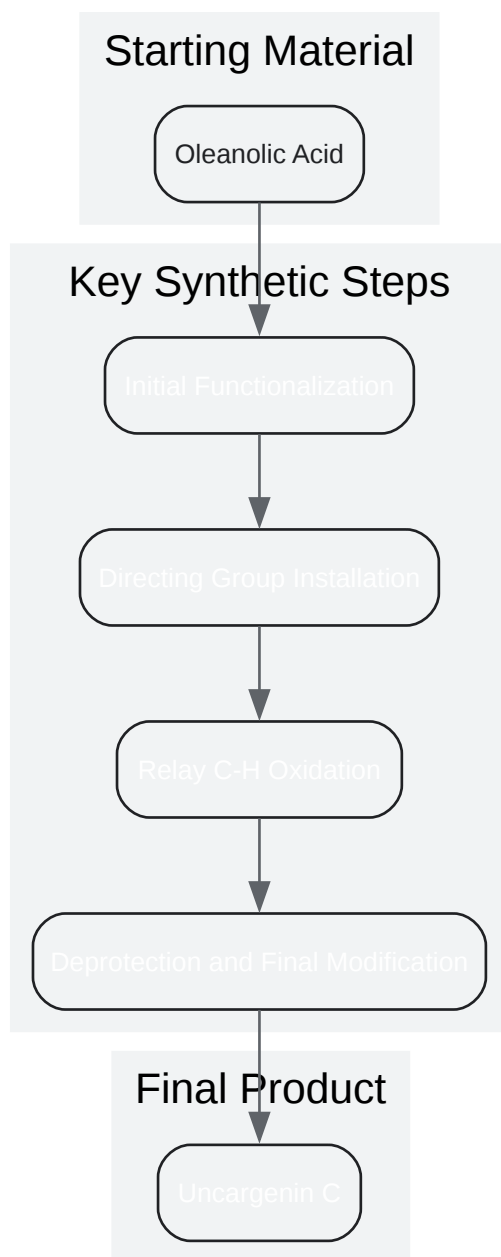 Starting Material
Oleanolic Acid
Key Synthetic Steps
Initial Functionalization
Directing Group Installation
Relay C-H Oxidation
Deprotection and Final Modification
Final Product
Uncargenin C